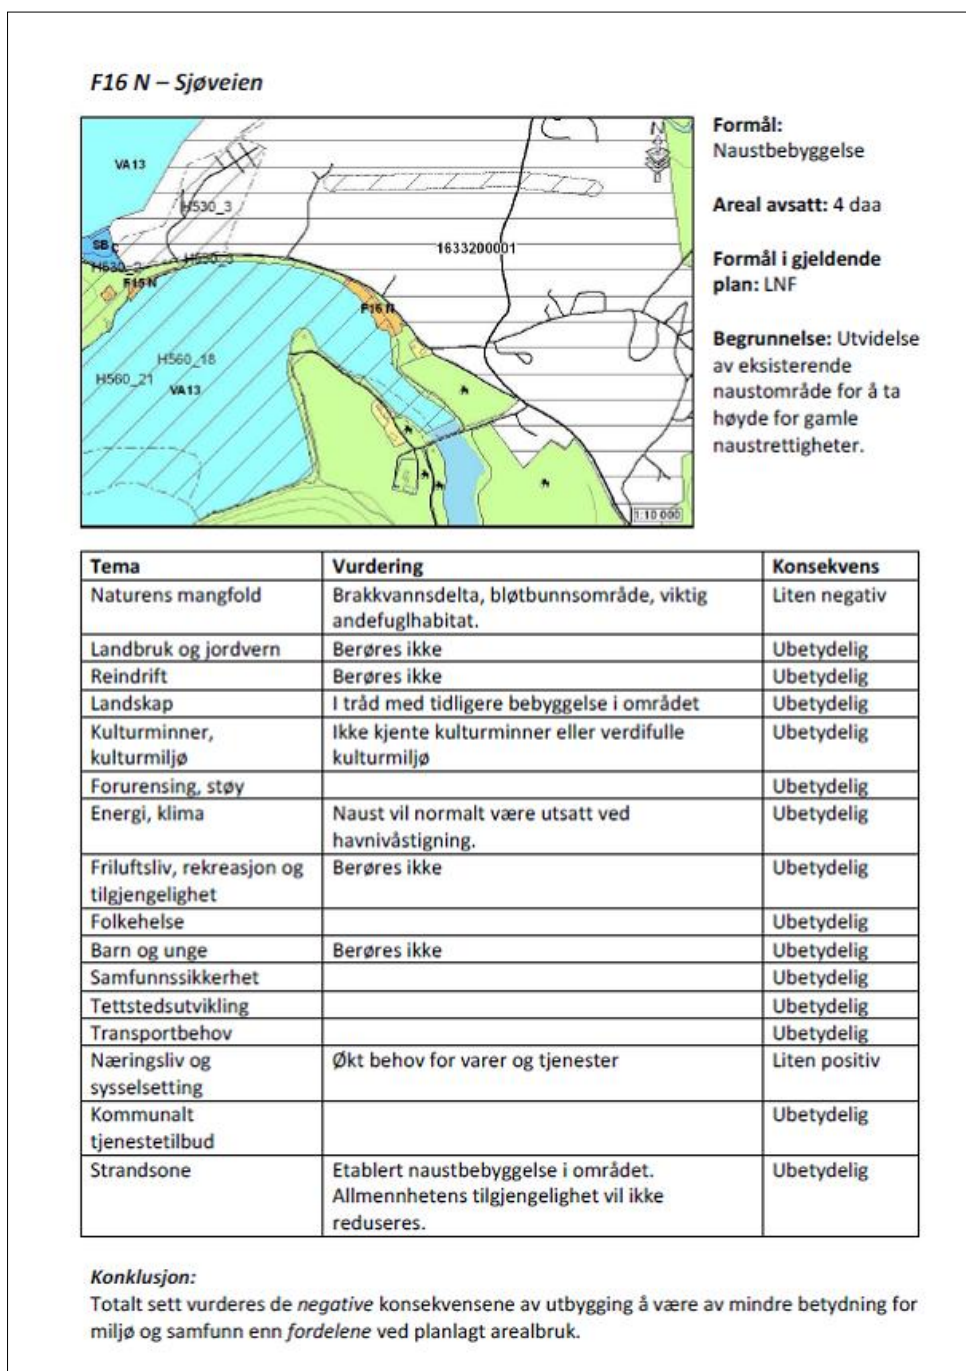 F16 N – Sjøveien
VA13
H530_3
SB
C
H530_3
F15 N
1633200001
F16 N
H560_18
H560_21
VA13
N
1:10 000
Formål:
Naustbebyggelse
Areal avsatt: 4 daa
Formål i gjeldende
plan: LNF
Begrunnelse: Utvidelse
av eksisterende
naustområde for å ta
høyde for gamle
naustrettigheter.
Tema Vurdering Konsekvens
Naturens mangfold Brakkvannsdelta, bløtbunnsområde, viktig Liten negativ
andefuglhabitat.
Landbruk og jordvern Berøres ikke Ubetydelig
Reindrift Berøres ikke Ubetydelig
Landskap I tråd med tidligere bebyggelse i området Ubetydelig
Kulturminner, Ikke kjente kulturminner eller verdifulle Ubetydelig
kulturmiljø kulturmiljø
Forurensing, støy Ubetydelig
Energi, klima Naust vil normalt være utsatt ved Ubetydelig
havnivåstigning.
Friluftsliv, rekreasjon og Berøres ikke Ubetydelig
tilgjengelighet
Folkehelse Ubetydelig
Barn og unge Berøres ikke Ubetydelig
Samfunnssikkerhet Ubetydelig
Tettstedsutvikling Ubetydelig
Transportbehov Ubetydelig
Næringsliv og Økt behov for varer og tjenester Liten positiv
sysselsetting
Kommunalt Ubetydelig
tjenestetilbud
Strandsone Etablert naustbebyggelse i området. Ubetydelig
Allmennhetens tilgjengelighet vil ikke
reduseres.
Konklusjon:
Totalt sett vurderes de negative konsekvensene av utbygging å være av mindre betydning for
miljø og samfunn enn fordelene ved planlagt arealbruk.